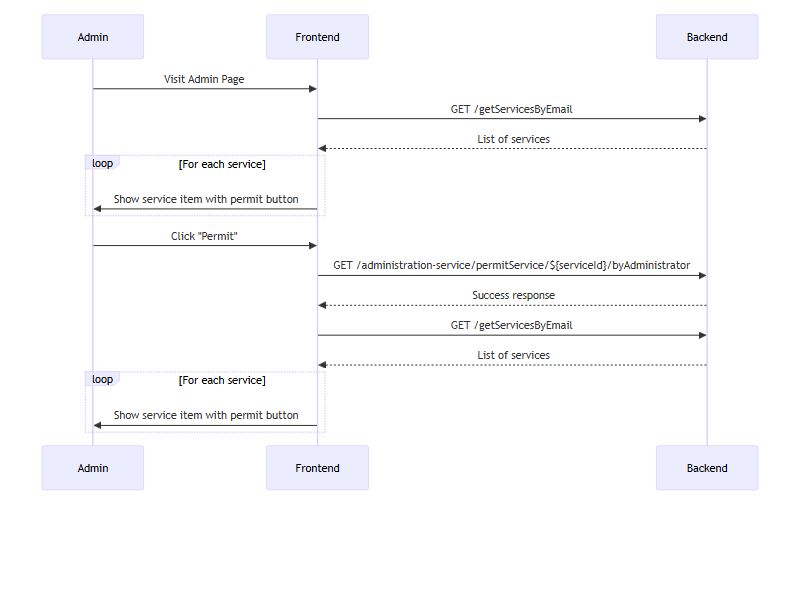 Admin
Frontend
Backend
Visit Admin Page
GET /getServicesByEmail
List of services
loop
[For each service]
Show service item with permit button
Click "Permit"
GET /administration-service/permitService/${serviceId}/byAdministrator
Success response
GET /getServicesByEmail
List of services
loop
[For each service]
Show service item with permit button
Admin
Frontend
Backend